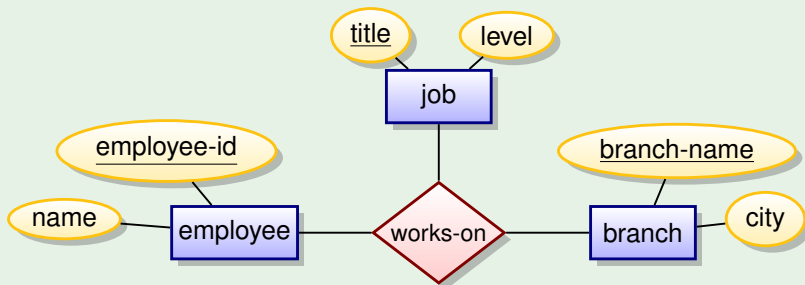 title
level
job
employee-id
branch-name
name
employee
works-on
branch
city